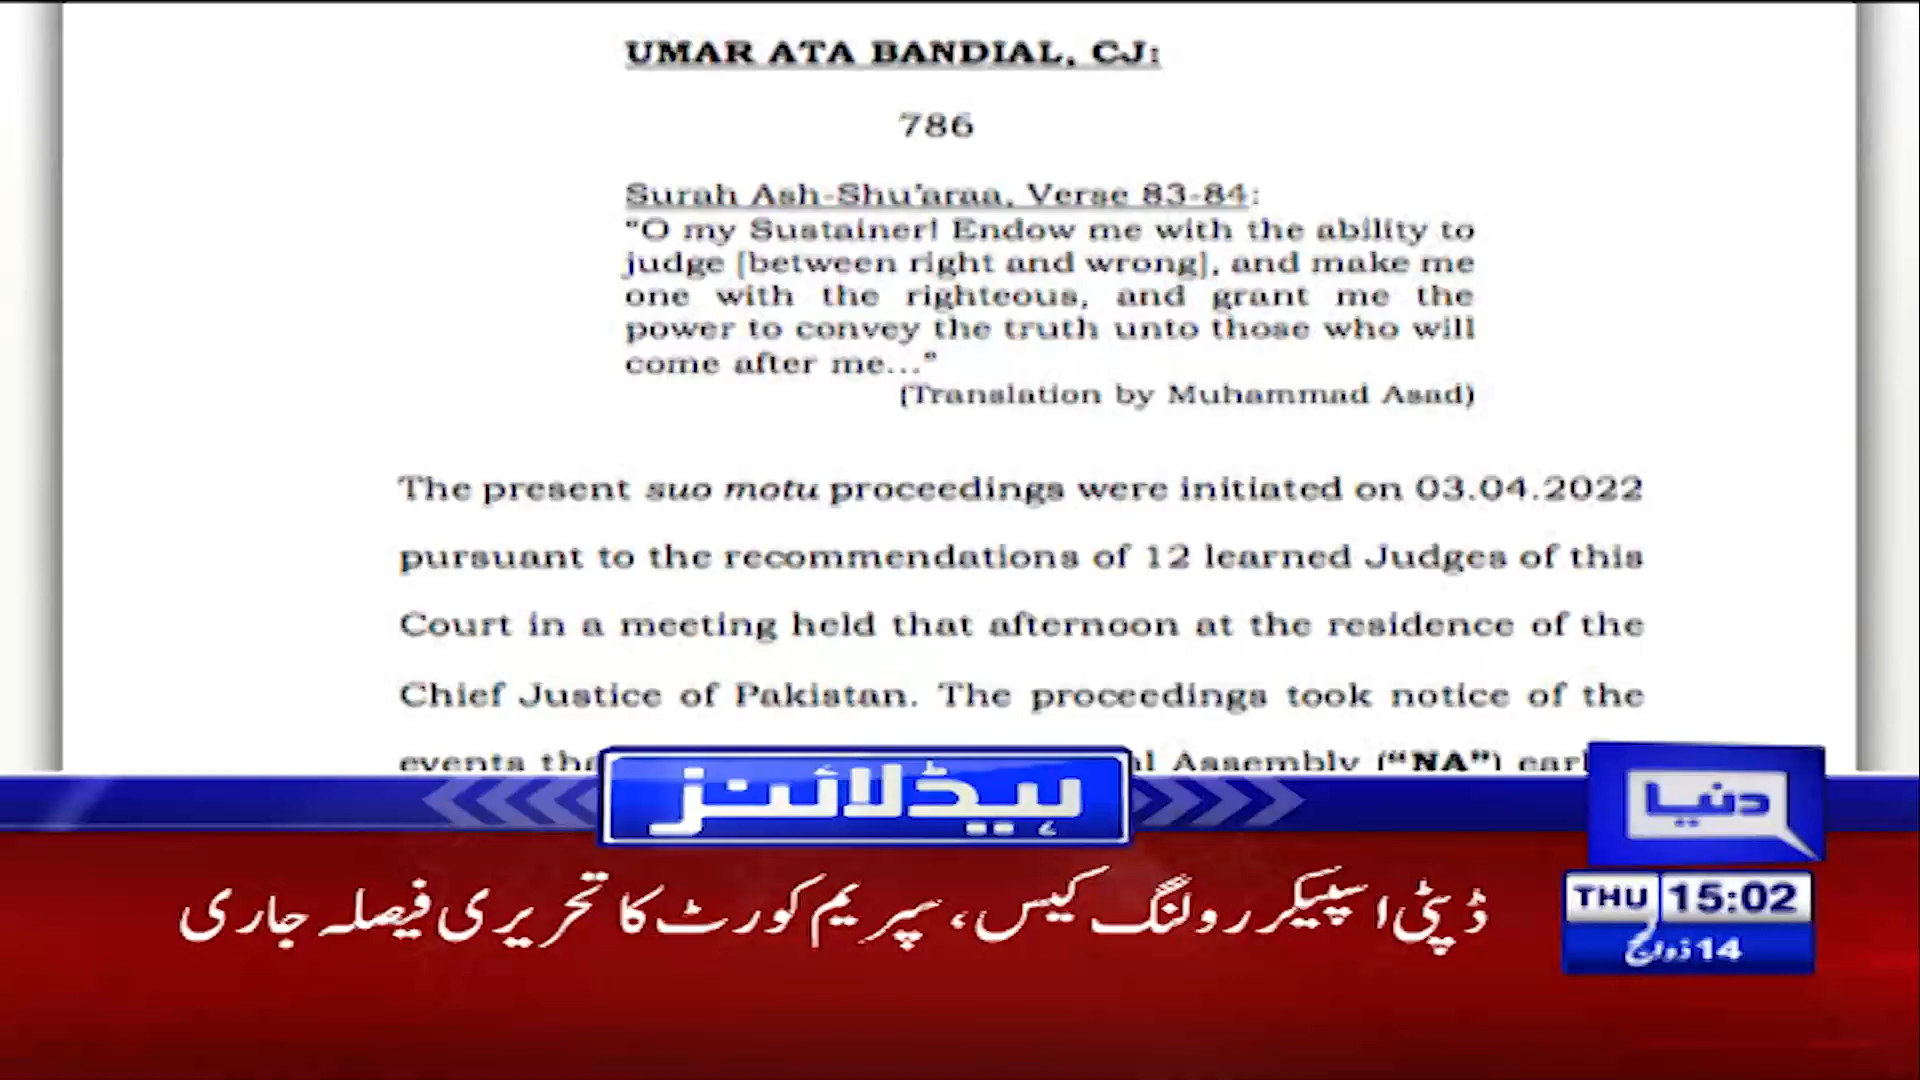 UMAR ATA BANDIAL, CJ:
786
Surah Ash-Shu'araa, Verse 83-84:
"O my Sustainer! Endow me with the ability to
judge [between right and wrong], and make me
one with the righteous, and grant me the
power to convey the truth unto those who will
come after me..."
(Translation by Muhammad Asad)
The present suo motu proceedings were initiated on 03.04.2022
pursuant to the recommendations of 12 learned Judges of this
Court in a meeting held that afternoon at the residence of the
Chief Justice of Pakistan. The proceedings took notice of the
events Assembly ("NA")
ہیڈلائنز
دنیا
ڈپٹی اسپیکر رولنگ کیس، سپریم کورٹ کا تحریری فیصلہ جاری
THU 15:02
14 ذوالحج